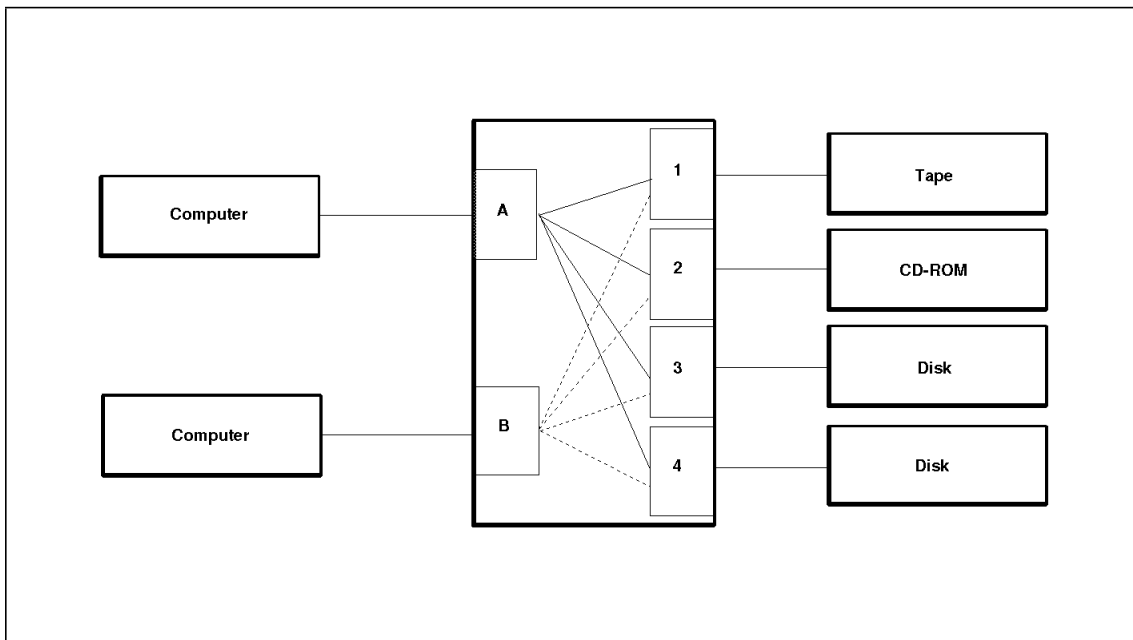 Computer
Computer
A
B
1
2
3
4
Tape
CD-ROM
Disk
Disk